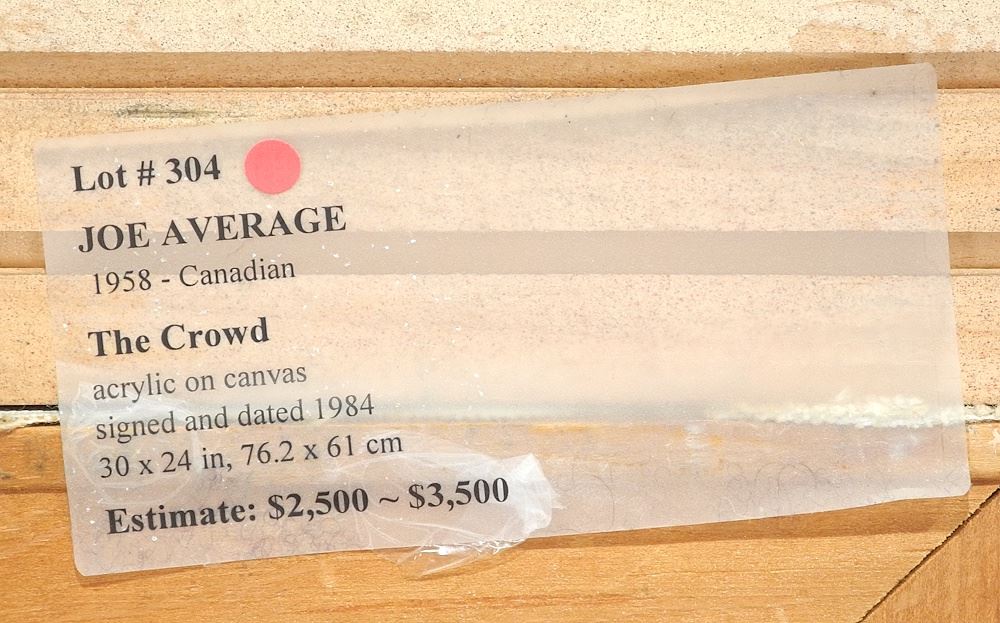 Lot # 304
JOE AVERAGE
1958 - Canadian
The Crowd
acrylic on canvas
signed and dated 1984
30 x 24 in, 76.2 x 61 cm
Estimate: $2,500 ~ $3,500